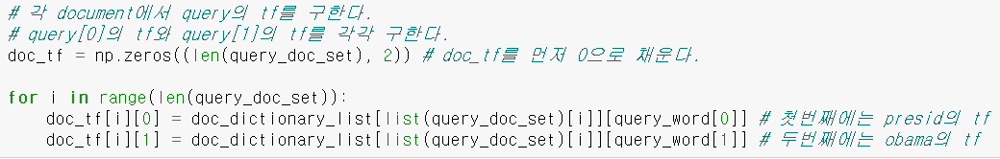 # 각 document에서 query의 tf를 구한다.
# query[0]의 tf와 query[1]의 tf를 각각 구한다.
doc_tf = np.zeros((len(query_doc_set), 2)) # doc_tf를 먼저 0으로 채운다.
for i in range(len(query_doc_set)):
    doc_tf[i][0] = doc_dictionary_list[list(query_doc_set)[i]][query_word[0]] # 첫번째에는 presid의 tf
    doc_tf[i][1] = doc_dictionary_list[list(query_doc_set)[i]][query_word[1]] # 두번째에는 obama의 tf